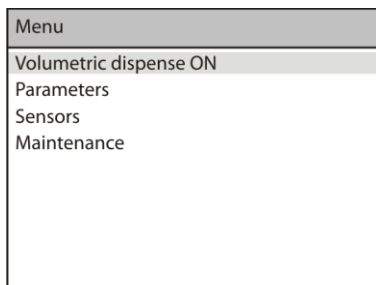 Menu
Volumetric dispense ON
Parameters
Sensors
Maintenance